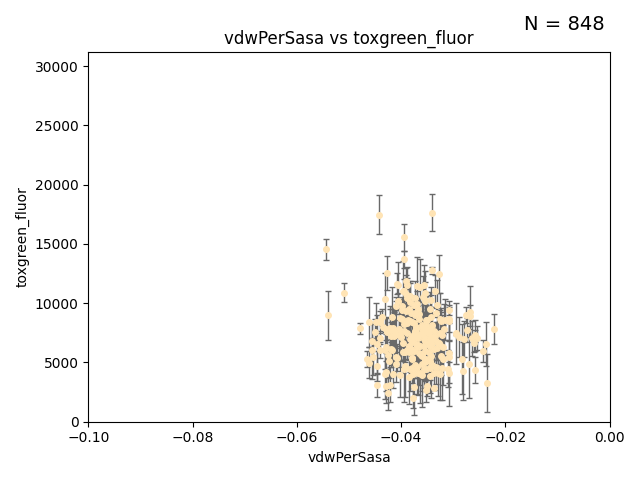 N = 848
vdwPerSasa vs toxgreen_fluor
30000
25000
20000
15000
10000
5000
0
toxgreen_fluor
−0.10 −0.08 −0.06 −0.04 −0.02 0.00
vdwPerSasa